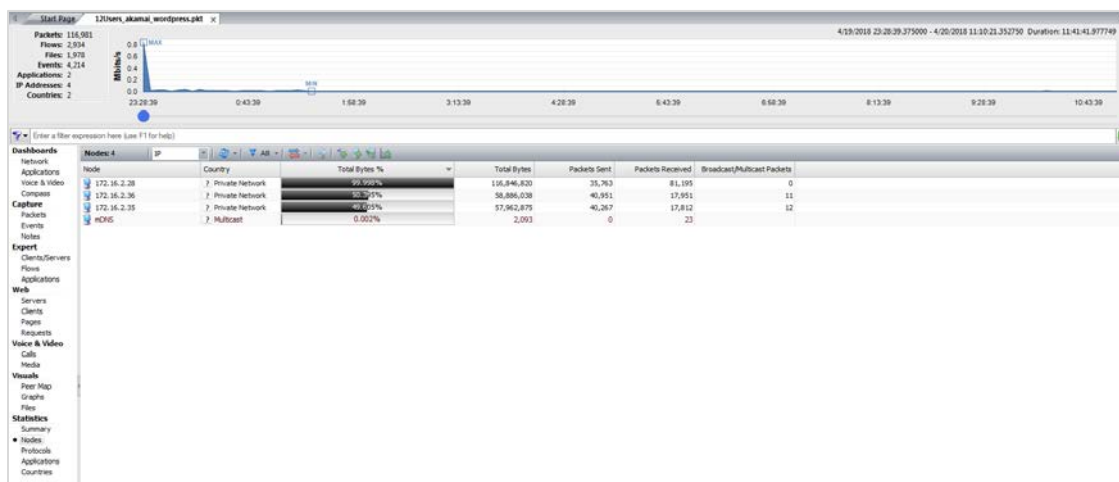 Start Page 12Users_akamai_wordpress.pkt x
Packets: 116,981
Flows: 2,934
Files: 1,978
Events: 4,214
Applications: 2
IP Addresses: 4
Countries: 2
4/19/2018 23:28:39.375000 - 4/20/2018 11:10:21.352750 Duration: 11:41:41.977749
Mbits/s
0.8
0.6
0.4
0.2
0.0
MAX
MIN
23:28:39 0:43:39 1:58:39 3:13:39 4:28:39 5:43:39 6:58:39 8:13:39 9:28:39 10:43:39
Enter a filter expression here (use F1 for help)
Dashboards
Network
Applications
Voice & Video
Compass
Capture
Packets
Events
Notes
Expert
Clients/Servers
Flows
Applications
Web
Servers
Clients
Pages
Requests
Voice & Video
Calls
Media
Visuals
Peer Map
Graphs
Files
Statistics
Summary
Nodes
Protocols
Applications
Countries
Nodes: 4 IP All
Node Country Total Bytes % Total Bytes Packets Sent Packets Received Broadcast/Multicast Packets
172.16.2.28 ? Private Network 99.998% 116,846,820 35,763 81,195 0
172.16.2.36 ? Private Network 58,886,038 40,951 17,951 11
172.16.2.35 ? Private Network 57,962,875 40,267 17,812 12
mDNS ? Multicast 0.002% 2,093 0 23